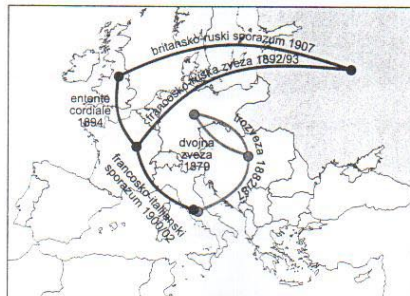 britansko-ruski sporazum 1907
francosko-ruska zveza 1892/93
entente
cordiale
1894
dvojna
zveza
1879
trozveza 1882/87
francosko-italijanski
sporazum 1900/02